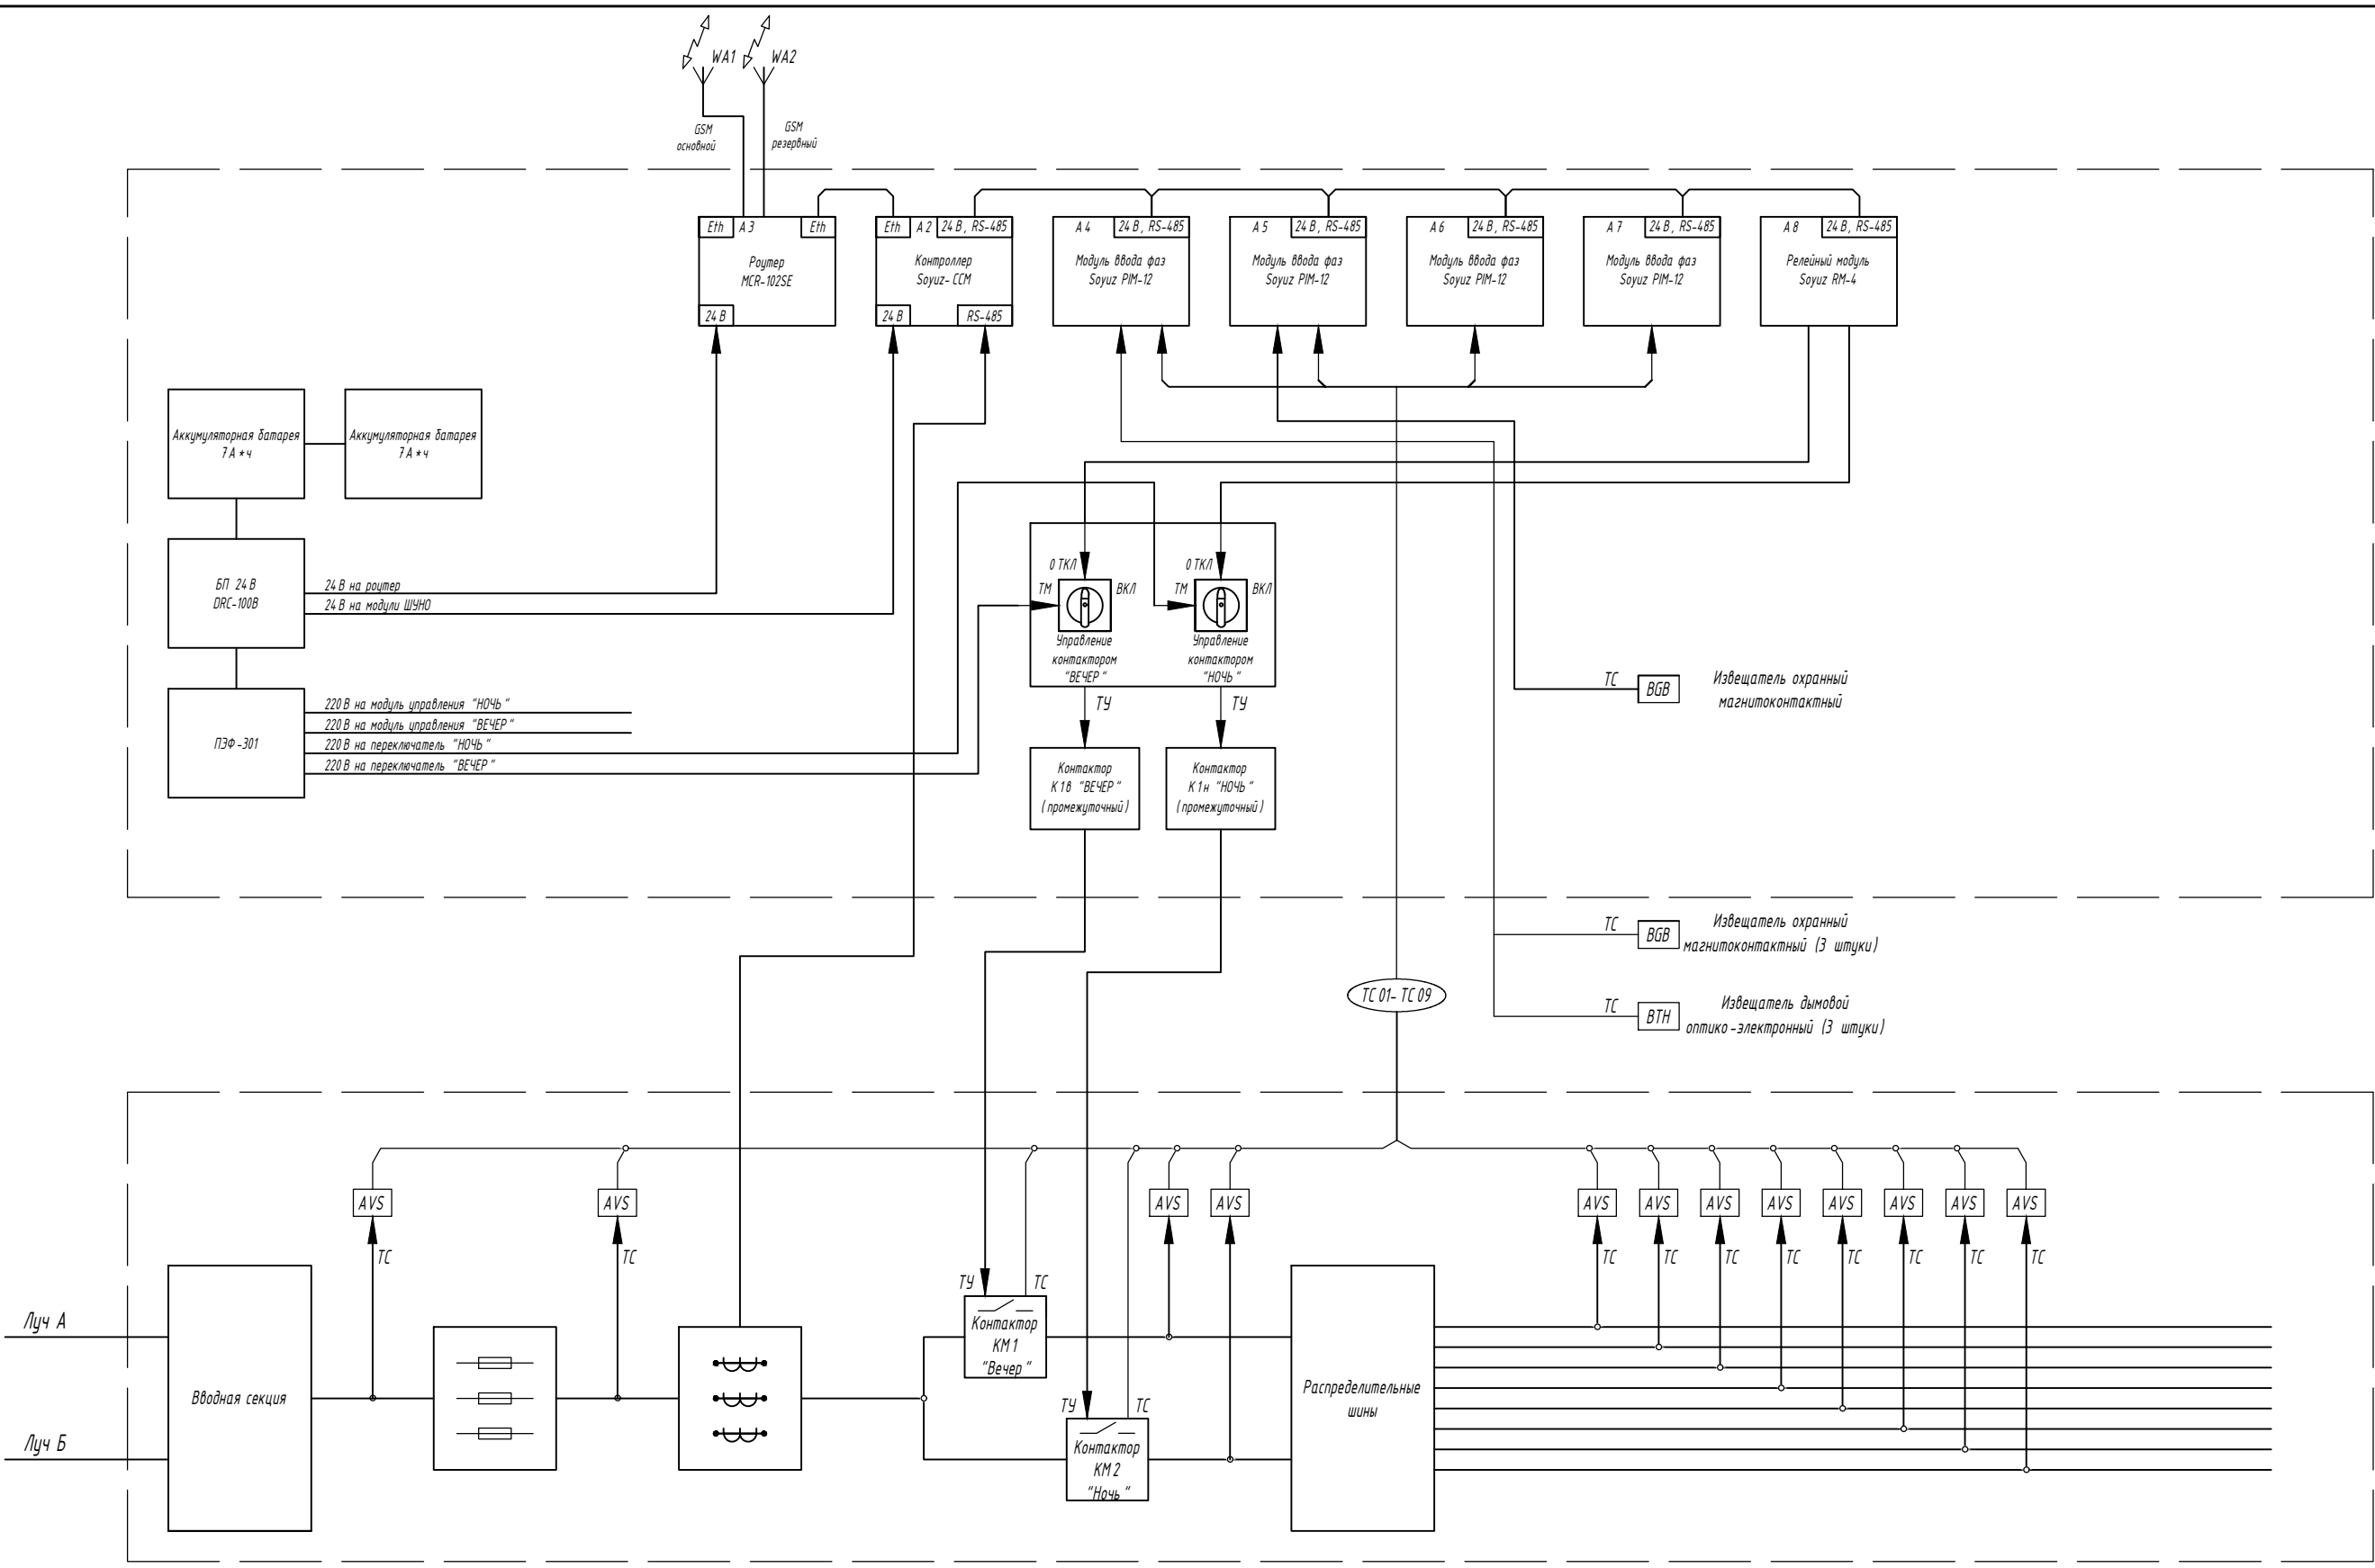 WA1
WA2
GSM
основной
GSM
резервный
Eth
А3
Eth
Роутер
MCR-102SE
24 В
Eth
А2
24 В, RS-485
Контроллер
Soyuz-CCM
24 В
RS-485
А4
24 В, RS-485
Модуль ввода фаз
Soyuz PIM-12
А5
24 В, RS-485
Модуль ввода фаз
Soyuz PIM-12
А6
24 В, RS-485
Модуль ввода фаз
Soyuz PIM-12
А7
24 В, RS-485
Модуль ввода фаз
Soyuz PIM-12
А8
24 В, RS-485
Релейный модуль
Soyuz RM-4
Аккумуляторная батарея
7 А*ч
Аккумуляторная батарея
7 А*ч
БП 24 В
DRC-100B
24 В на роутер
24 В на модули ШУНО
ПЭФ-301
220 В на модуль управления "НОЧЬ"
220 В на модуль управления "ВЕЧЕР"
220 В на переключатель "НОЧЬ"
220 В на переключатель "ВЕЧЕР"
ОТКЛ
ТМ
ВКЛ
Управление
контактором
"ВЕЧЕР"
ОТКЛ
ТМ
ВКЛ
Управление
контактором
"НОЧЬ"
ТУ
ТУ
Контактор
К1в "ВЕЧЕР"
(промежуточный)
Контактор
К1н "НОЧЬ"
(промежуточный)
ТС
BGB
Извещатель охранный
магнитоконтактный
ТС
BGB
Извещатель охранный
магнитоконтактный (3 штуки)
ТС
BTH
Извещатель дымовой
оптико-электронный (3 штуки)
ТС 01-ТС 09
AVS
ТС
AVS
ТС
AVS
AVS
AVS
ТС
AVS
ТС
AVS
ТС
AVS
ТС
AVS
ТС
AVS
ТС
AVS
ТС
AVS
ТС
Луч А
Луч Б
Вводная секция
ТУ
ТС
Контактор
КМ1
"Вечер"
ТУ
ТС
Контактор
КМ2
"Ночь"
Распределительные
шины